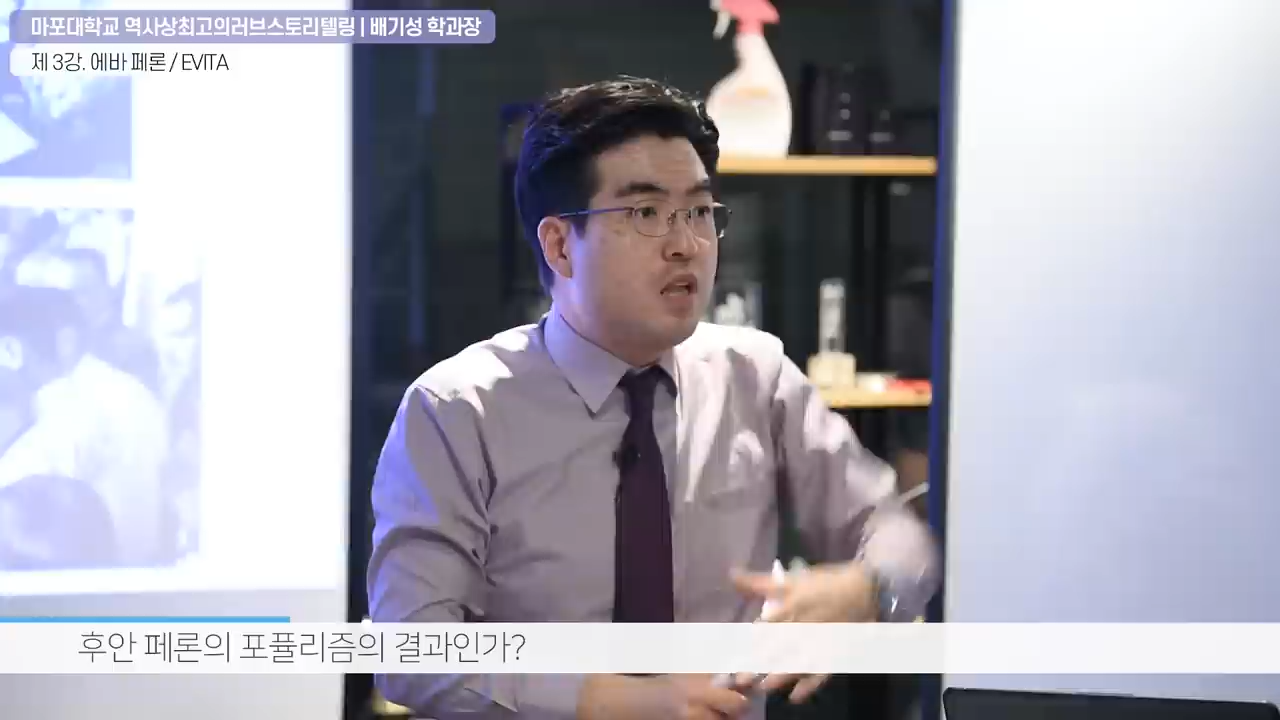 마포대학교 역사상최고의러브스토리텔링 | 배기성 학과장
제 3강. 에바 페론 / EVITA
후안 페론의 포퓰리즘의 결과인가?